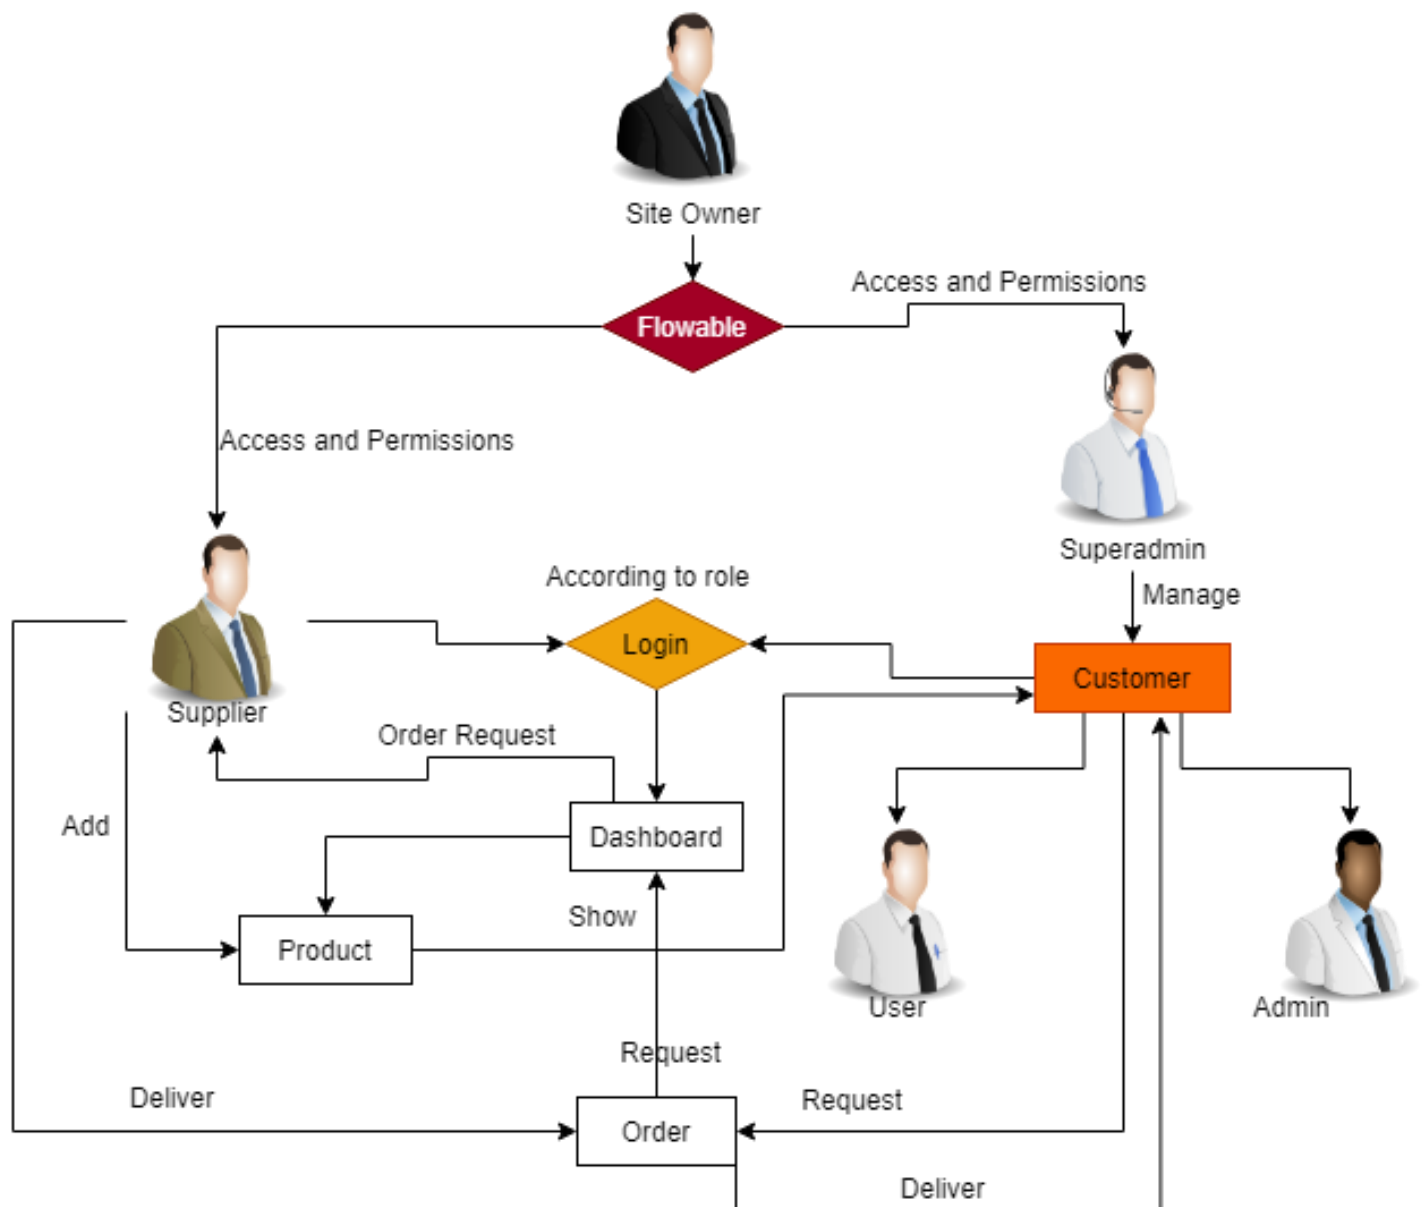 Site Owner
Access and Permissions
Flowable
Access and Permissions
Superadmin
According to role
Manage
Login
Customer
Supplier
Order Request
Add
Dashboard
Show
Product
User
Admin
Request
Deliver
Request
Order
Deliver